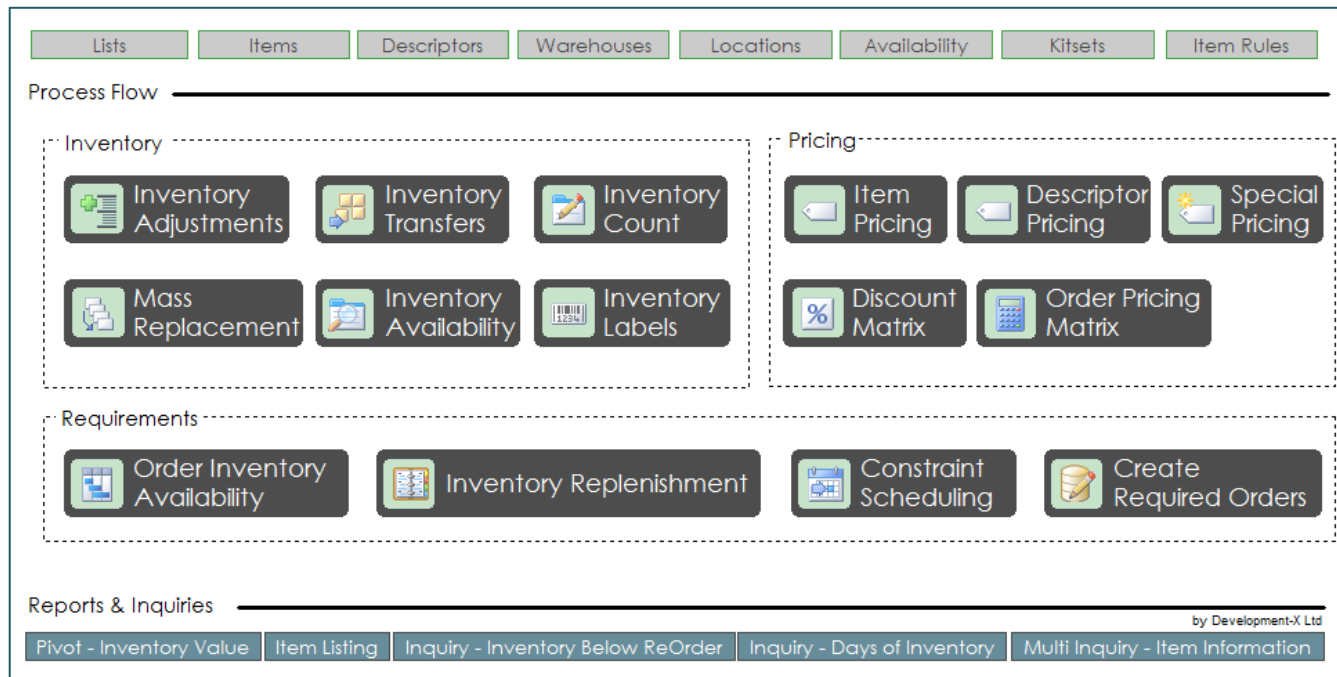 Lists Items Descriptors Warehouses Locations Availability Kitsets Item Rules
Process Flow
Inventory
Inventory
Adjustments
Inventory
Transfers
Inventory
Count
Mass
Replacement
Inventory
Availability
1234
Inventory
Labels
Pricing
Item
Pricing
Descriptor
Pricing
Special
Pricing
%
Discount
Matrix
Order Pricing
Matrix
Requirements
Order Inventory
Availability
Inventory Replenishment
Constraint
Scheduling
Create
Required Orders
Reports & Inquiries
by Development-X Ltd
Pivot - Inventory Value Item Listing Inquiry - Inventory Below ReOrder Inquiry - Days of Inventory Multi Inquiry - Item Information